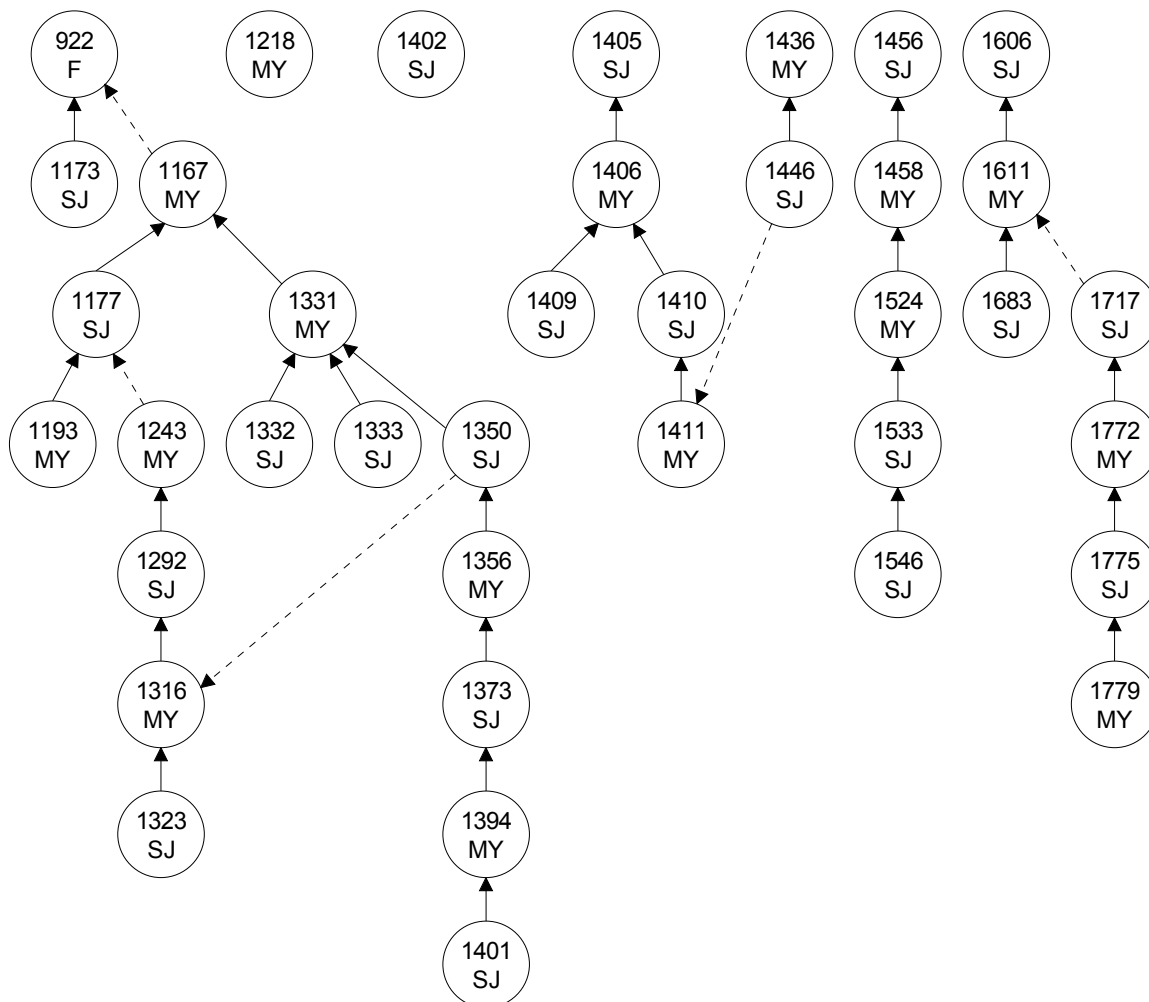 922
F
1218
MY
1402
SJ
1405
SJ
1436
MY
1456
SJ
1606
SJ
1173
SJ
1167
MY
1406
MY
1446
SJ
1458
MY
1611
MY
1177
SJ
1331
MY
1409
SJ
1410
SJ
1524
MY
1683
SJ
1717
SJ
1193
MY
1243
MY
1332
SJ
1333
SJ
1350
SJ
1411
MY
1533
SJ
1772
MY
1292
SJ
1356
MY
1546
SJ
1775
SJ
1316
MY
1373
SJ
1779
MY
1323
SJ
1394
MY
1401
SJ